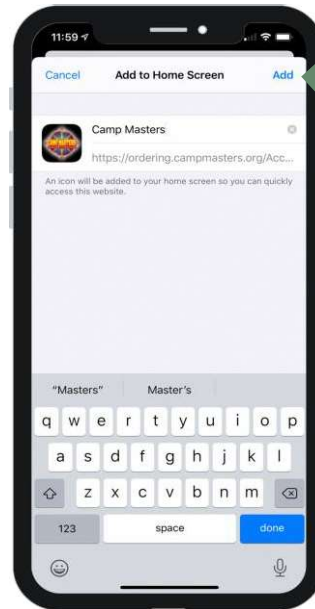 11:59
Cancel Add to Home Screen Add
Camp Masters
https://ordering.campmasters.org/Acc...
An icon will be added to your home screen so you can quickly
access this website.
“Masters” Master's
q w e r t y u i o p
a s d f g h j k l
z x c v b n m
123 space done